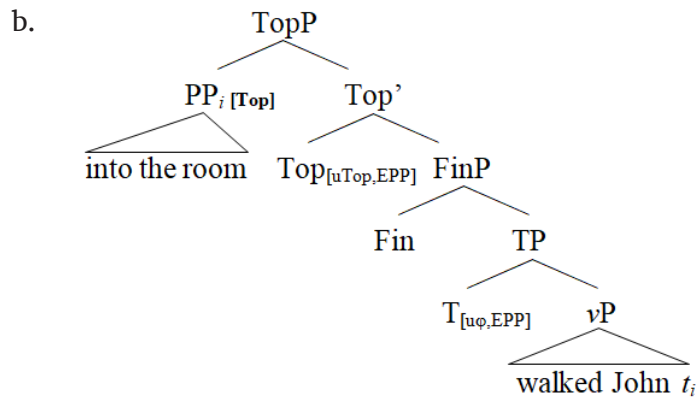 b. TopP
PPi [Top] Top’
into the room Top[uTop,EPP] FinP
Fin TP
T[uφ,EPP] vP
walked John ti